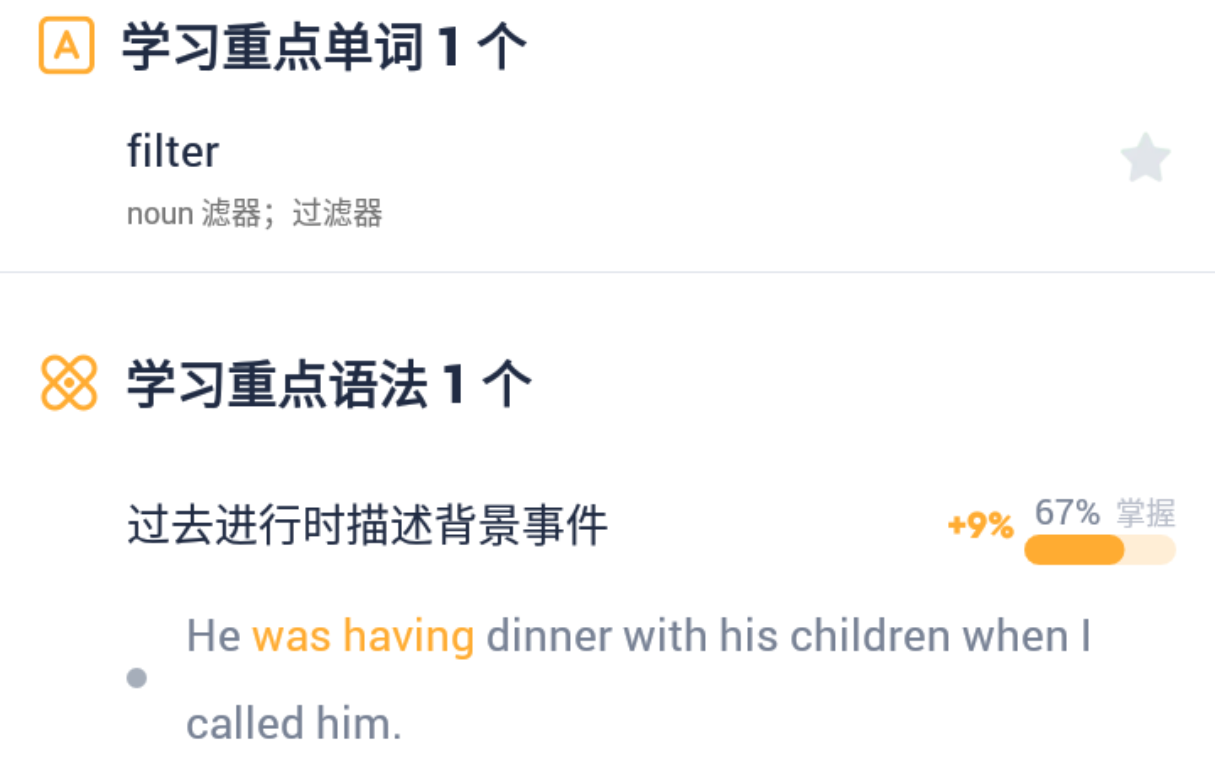 A 学习重点单词 1 个
filter
noun 滤器；过滤器
学习重点语法 1 个
过去进行时描述背景事件 +9% 67% 掌握
He was having dinner with his children when I
called him.